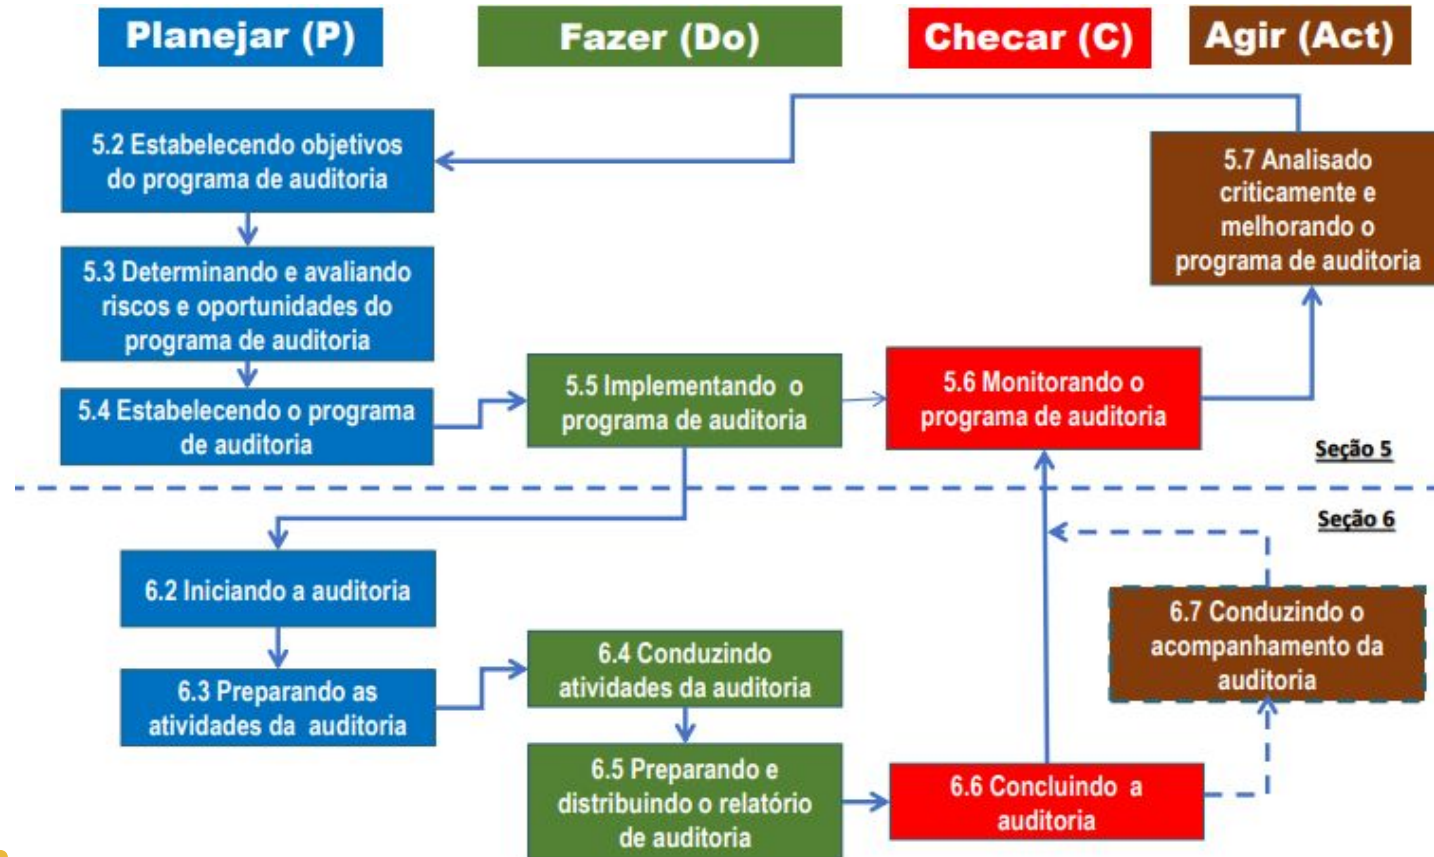 Planejar (P)
Fazer (Do)
Checar (C)
Agir (Act)
5.2 Estabelecendo objetivos
do programa de auditoria
5.3 Determinando e avaliando
riscos e oportunidades do
programa de auditoria
5.4 Estabelecendo o programa
de auditoria
5.5 Implementando o
programa de auditoria
5.6 Monitorando o
programa de auditoria
5.7 Analisado
criticamente e
melhorando o
programa de auditoria
Seção 5
Seção 6
6.2 Iniciando a auditoria
6.3 Preparando as
atividades da auditoria
6.4 Conduzindo
atividades da auditoria
6.5 Preparando e
distribuindo o relatório
de auditoria
6.6 Concluindo a
auditoria
6.7 Conduzindo o
acompanhamento da
auditoria